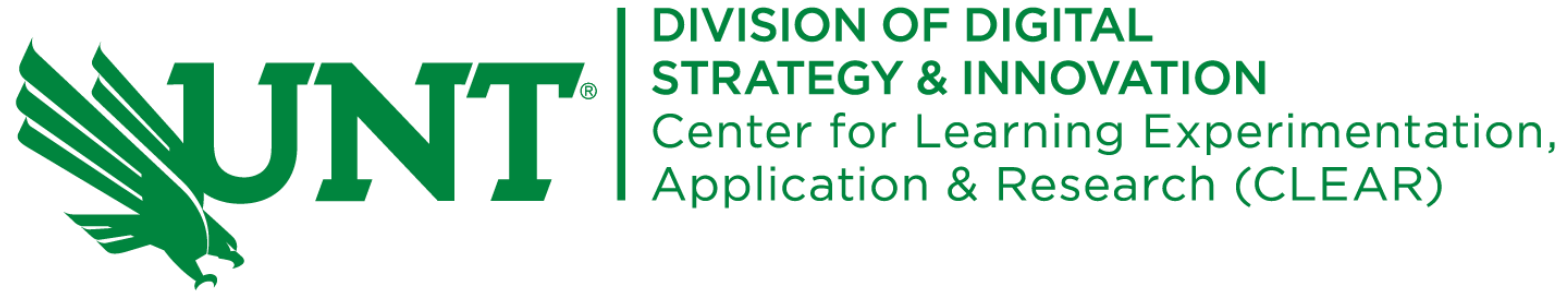 UNT®
DIVISION OF DIGITAL
STRATEGY & INNOVATION
Center for Learning Experimentation,
Application & Research (CLEAR)